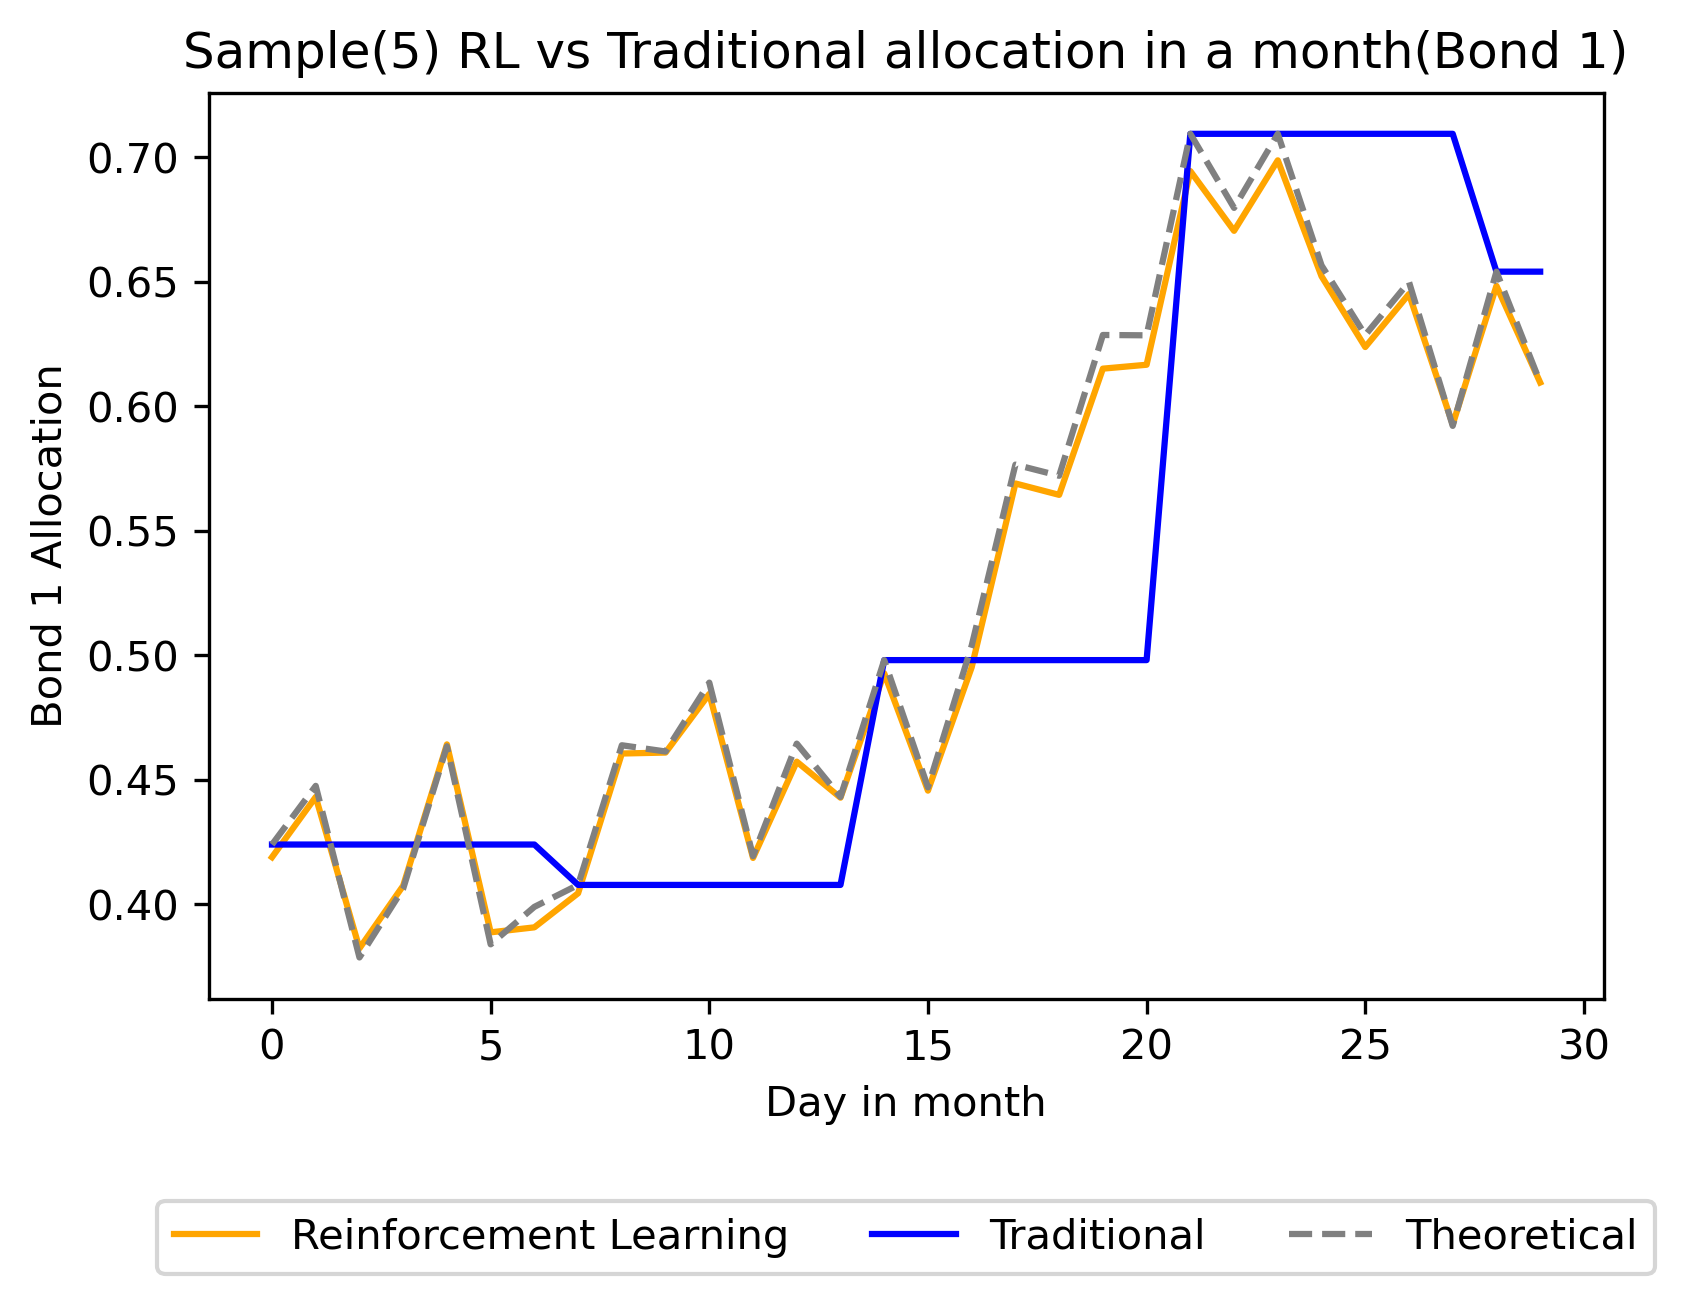 Sample(5) RL vs Traditional allocation in a month(Bond 1)
Bond 1 Allocation
0.70
0.65
0.60
0.55
0.50
0.45
0.40
0 5 10 15 20 25 30
Day in month
Reinforcement Learning Traditional Theoretical